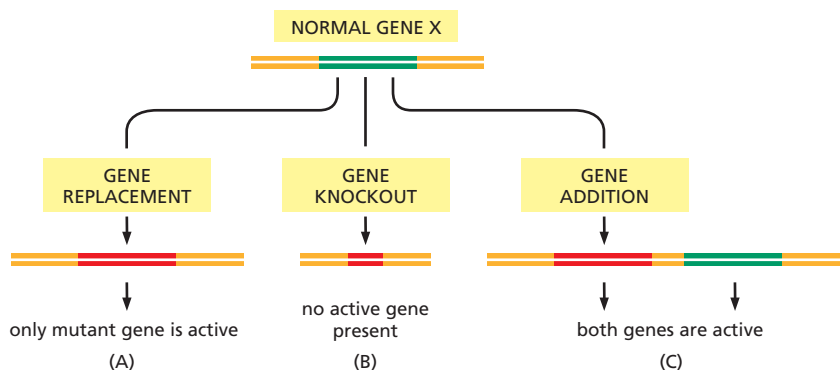 NORMAL GENE X
GENE
REPLACEMENT
GENE
KNOCKOUT
GENE
ADDITION
only mutant gene is active
(A)
no active gene
present
(B)
both genes are active
(C)